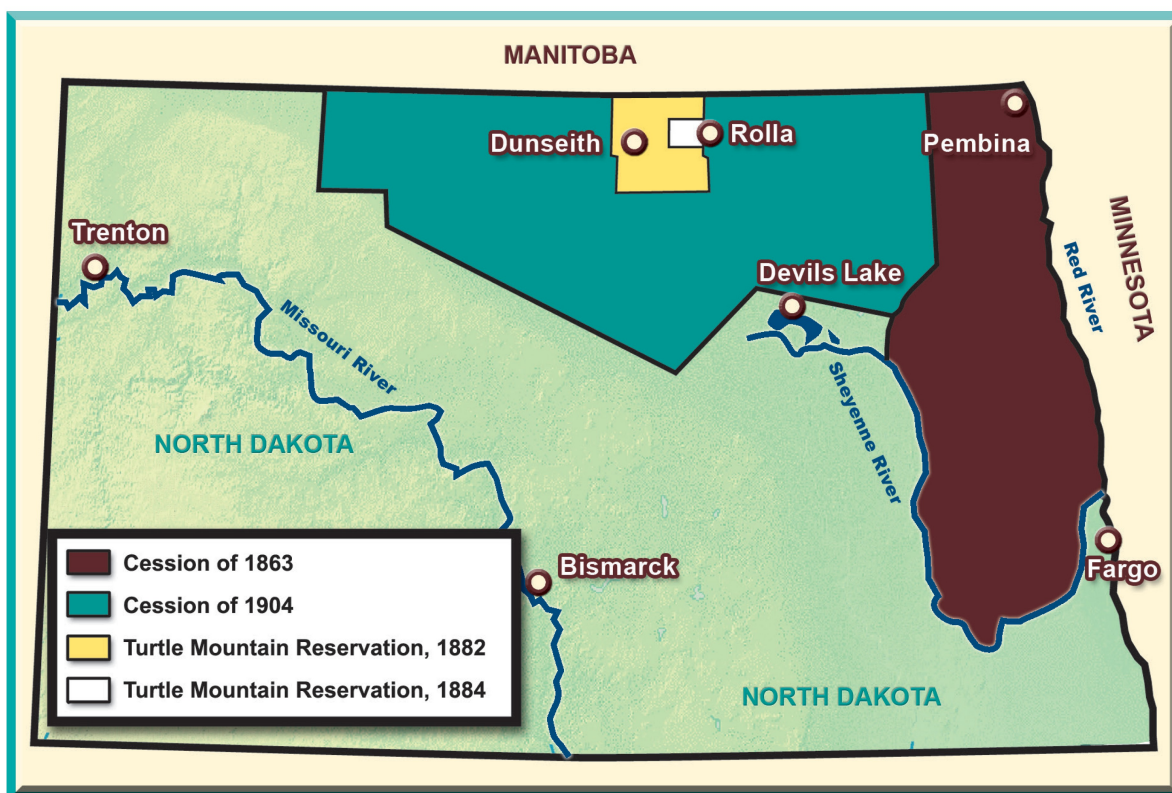 MANITOBA
Dunseith
Rolla
Pembina
MINNESOTA
Trenton
Red River
Devils Lake
Missouri River
Sheyenne River
NORTH DAKOTA
Cession of 1863
Cession of 1904
Turtle Mountain Reservation, 1882
Turtle Mountain Reservation, 1884
Bismarck
Fargo
NORTH DAKOTA